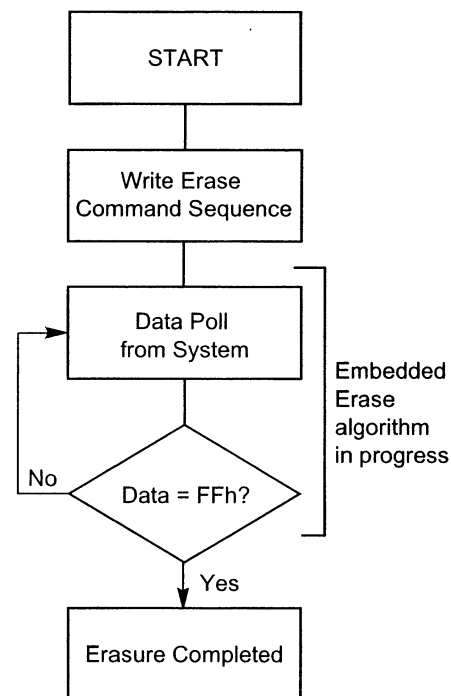 START
Write Erase
Command Sequence
Data Poll
from System
Embedded
Erase
algorithm
in progress
No
Data = FFh?
Yes
Erasure Completed